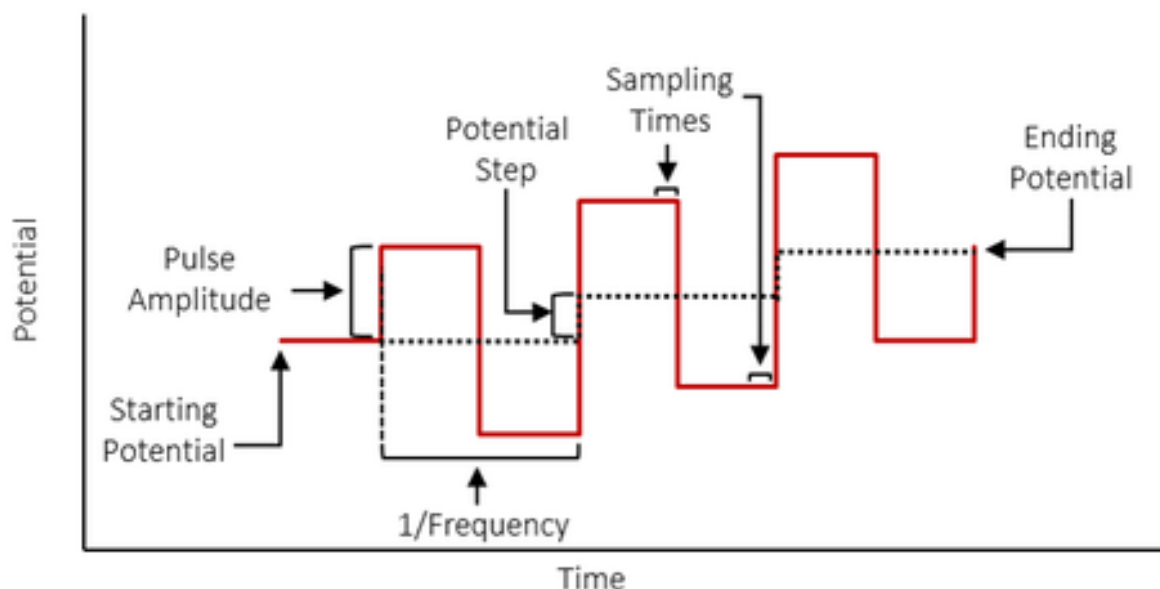 Sampling
Times
Potential
Step
Ending
Potential
Pulse
Amplitude
Starting
Potential
1/Frequency
Potential
Time